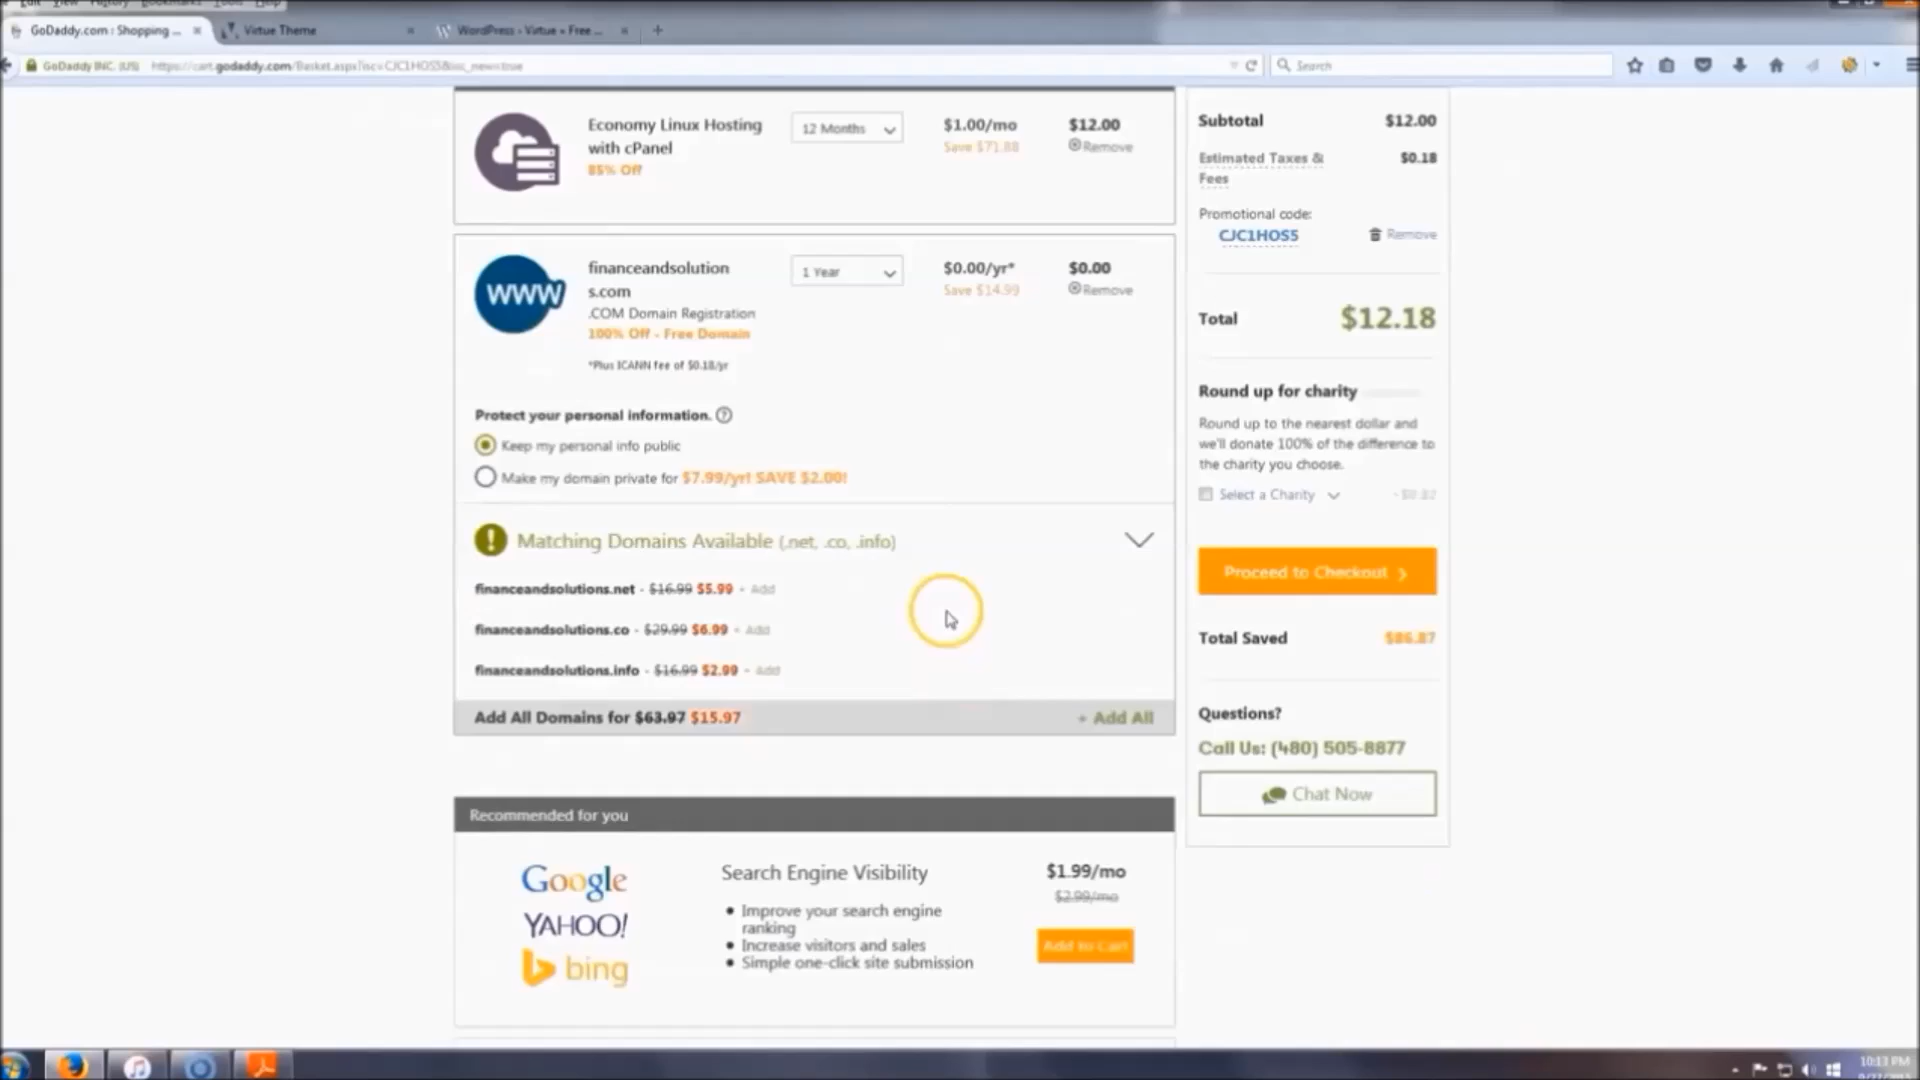 Edit View History Bookmarks Tools Help
GoDaddy.com : Shopping ...
Virtue Theme
WordPress › Virtue « Free ...
GoDaddy INC. (US)
https://cart.godaddy.com/Basket.aspx?isc=CJC1HOS5&isc_new=true
Search
Economy Linux Hosting with cPanel
85% Off
12 Months
$1.00/mo
Save $71.88
$12.00
Remove
financeandsolution
s.com
.COM Domain Registration
100% Off - Free Domain
*Plus ICANN fee of $0.18/yr
1 Year
$0.00/yr*
Save $14.99
$0.00
Remove
Protect your personal information. ?
Keep my personal info public
Make my domain private for $7.99/yr! SAVE $2.00!
! Matching Domains Available (.net, .co, .info)
financeandsolutions.net - $16.99 $5.99 + Add
financeandsolutions.co - $29.99 $6.99 + Add
financeandsolutions.info - $16.99 $2.99 + Add
Add All Domains for $63.97 $15.97
+ Add All
Recommended for you
Google
YAHOO!
bing
Search Engine Visibility
• Improve your search engine
ranking
• Increase visitors and sales
• Simple one-click site submission
$1.99/mo
$2.99/mo
Add to Cart
Subtotal $12.00
Estimated Taxes & $0.18
Fees
Promotional code:
CJC1HOS5 Remove
Total $12.18
Round up for charity
Round up to the nearest dollar and
we'll donate 100% of the difference to
the charity you choose.
Select a Charity
Proceed to Checkout
Total Saved $86.87
Questions?
Call Us: (480) 505-8877
Chat Now
WWW
10:13 PM